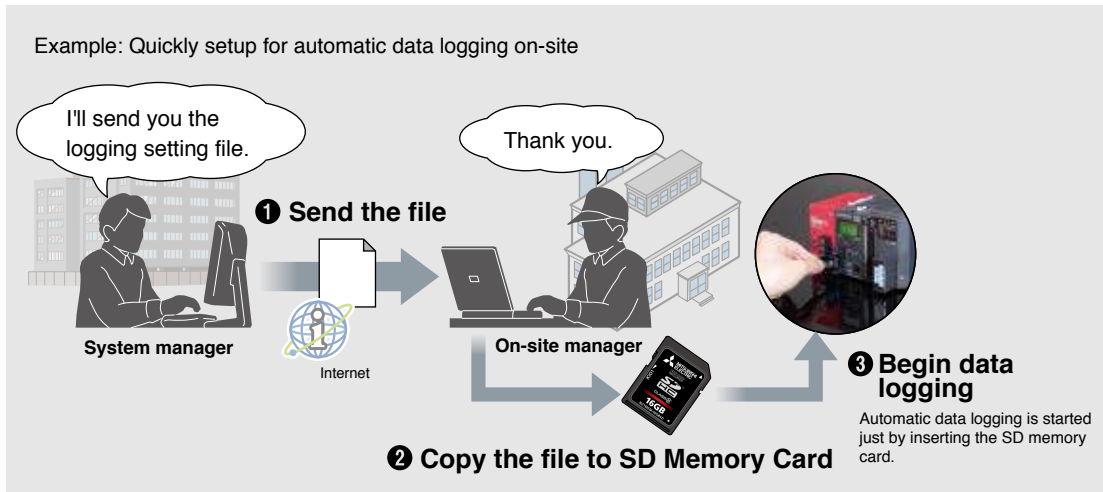 Example: Quickly setup for automatic data logging on-site
I'll send you the
logging setting file.
Thank you.
❶ Send the file
System manager
Internet
On-site manager
MITSUBISHI
ELECTRIC
16GB
❷ Copy the file to SD Memory Card
❸ Begin data
logging
Automatic data logging is started
just by inserting the SD memory
card.